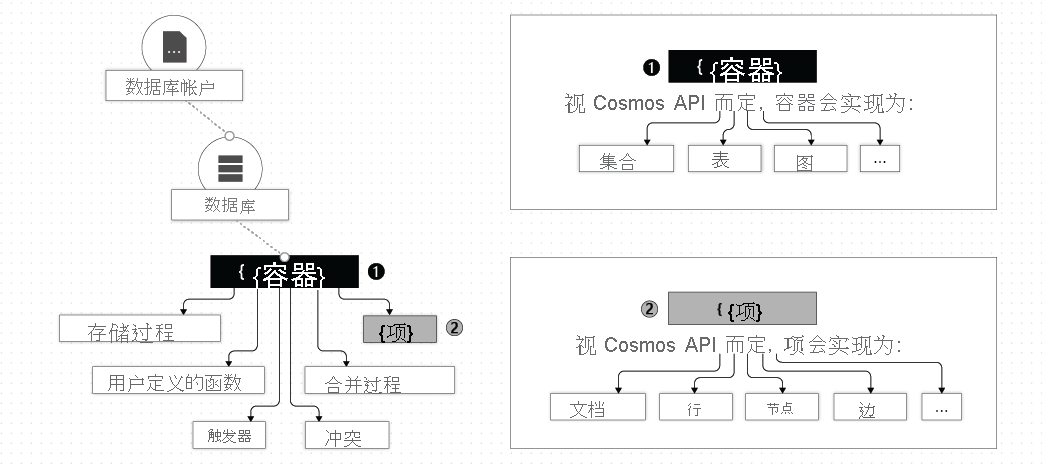 数据库帐户
数据库
{ {容器} ❶
存储过程
{项} ②
用户定义的函数
合并过程
触发器
冲突
❶ { {容器}
视 Cosmos API 而定, 容器会实现为:
集合
表
图
...
② { {项}
视 Cosmos API 而定, 项会实现为:
文档
行
节点
边
...